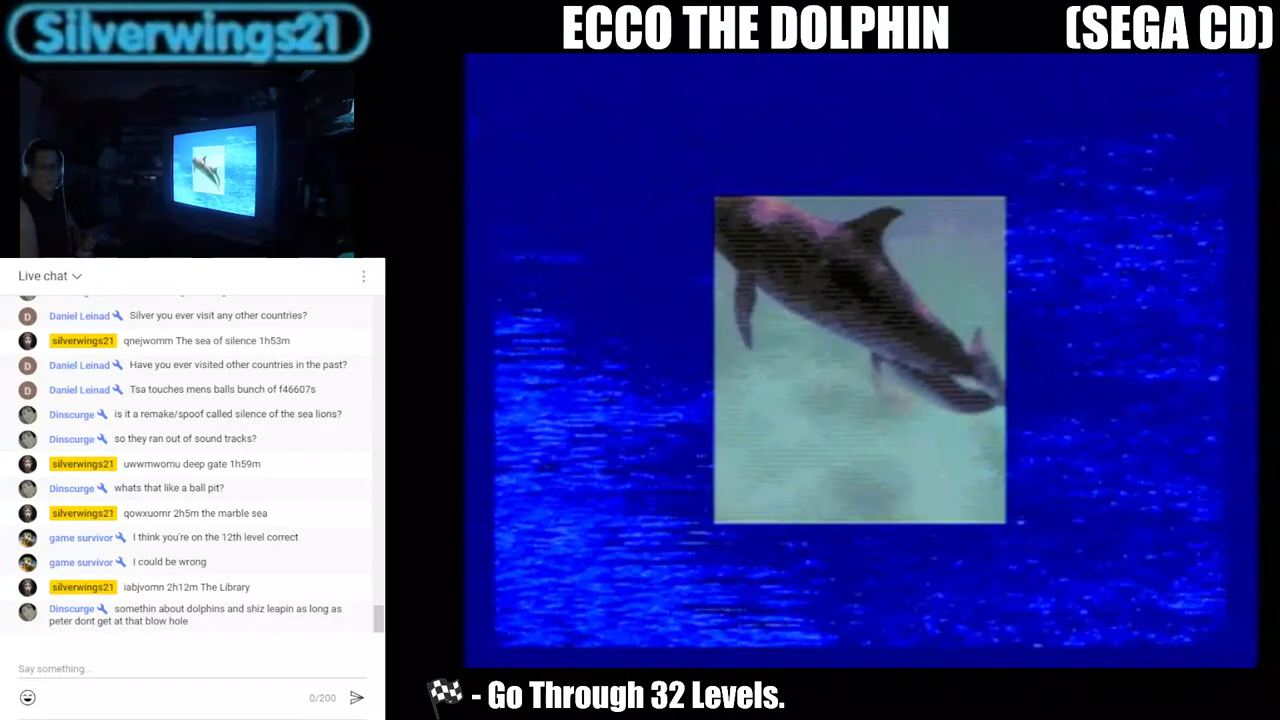 Silverwings21
ECCO THE DOLPHIN (SEGA CD)
Live chat
Daniel Leinad Silver you ever visit any other countries?
silverwings21 qnejwomm The sea of silence 1h53m
Daniel Leinad Have you ever visited other countries in the past?
Daniel Leinad Tsa touches mens balls bunch of f46607s
Dinscurge is it a remake/spoof called silence of the sea lions?
Dinscurge so they ran out of sound tracks?
silverwings21 uwwmwomu deep gate 1h59m
Dinscurge whats that like a ball pit?
silverwings21 qowxuomr 2h5m the marble sea
game survivor I think you're on the 12th level correct
game survivor I could be wrong
silverwings21 iabjvomn 2h12m The Library
Dinscurge somethin about dolphins and shiz leapin as long as
peter dont get at that blow hole
Say something...
0/200
- Go Through 32 Levels.